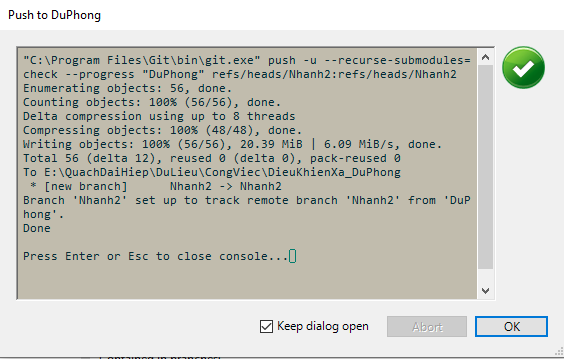 Push to DuPhong
"C:\Program Files\Git\bin\git.exe" push -u --recurse-submodules=
check --progress "DuPhong" refs/heads/Nhanh2:refs/heads/Nhanh2
Enumerating objects: 56, done.
Counting objects: 100% (56/56), done.
Delta compression using up to 8 threads
Compressing objects: 100% (48/48), done.
Writing objects: 100% (56/56), 20.39 MiB | 6.09 MiB/s, done.
Total 56 (delta 12), reused 0 (delta 0), pack-reused 0
To E:\QuachDaiHiep\DuLieu\CongViec\DieuKhienXa_DuPhong
 * [new branch]      Nhanh2 -> Nhanh2
Branch 'Nhanh2' set up to track remote branch 'Nhanh2' from 'DuP
hong'.
Done
Press Enter or Esc to close console...
Keep dialog open
Abort
OK